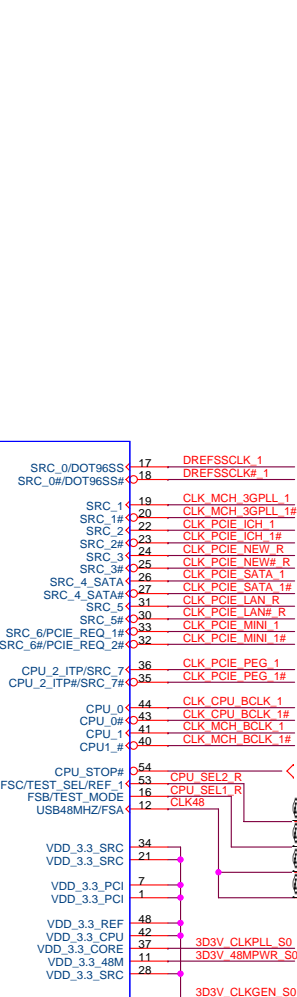 SRC_0/DOT96SS 17 DREFSSCLK_1
SRC_0#/DOT96SS# 18 DREFSSCLK#_1
SRC_1 19 CLK_MCH_3GPLL_1
SRC_1# 20 CLK_MCH_3GPLL_1#
SRC_2 22 CLK_PCIE_ICH_1
SRC_2# 23 CLK_PCIE_ICH_1#
SRC_3 24 CLK_PCIE_NEW_R
SRC_3# 25 CLK_PCIE_NEW#_R
SRC_4_SATA 26 CLK_PCIE_SATA_1
SRC_4_SATA# 27 CLK_PCIE_SATA_1#
SRC_5 31 CLK_PCIE_LAN_R
SRC_5# 30 CLK_PCIE_LAN#_R
SRC_6/PCIE_REQ_1# 33 CLK_PCIE_MINI_1
SRC_6#/PCIE_REQ_2# 32 CLK_PCIE_MINI_1#
CPU_2_ITP/SRC_7 36 CLK_PCIE_PEG_1
CPU_2_ITP#/SRC_7# 35 CLK_PCIE_PEG_1#
CPU_0 44 CLK_CPU_BCLK_1
CPU_0# 43 CLK_CPU_BCLK_1#
CPU_1 41 CLK_MCH_BCLK_1
CPU1_# 40 CLK_MCH_BCLK_1#
CPU_STOP# 54
FSC/TEST_SEL/REF_1 53 CPU_SEL2_R
FSB/TEST_MODE 16 CPU_SEL1_R
USB48MHZ/FSA 12 CLK48
VDD_3.3_SRC 34
VDD_3.3_SRC 21
VDD_3.3_PCI 7
VDD_3.3_PCI 1
VDD_3.3_REF 48
VDD_3.3_CPU 42
VDD_3.3_CORE 37 3D3V_CLKPLL_S0
VDD_3.3_48M 11 3D3V_48MPWR_S0
VDD_3.3_SRC 28
3D3V_CLKGEN_S0